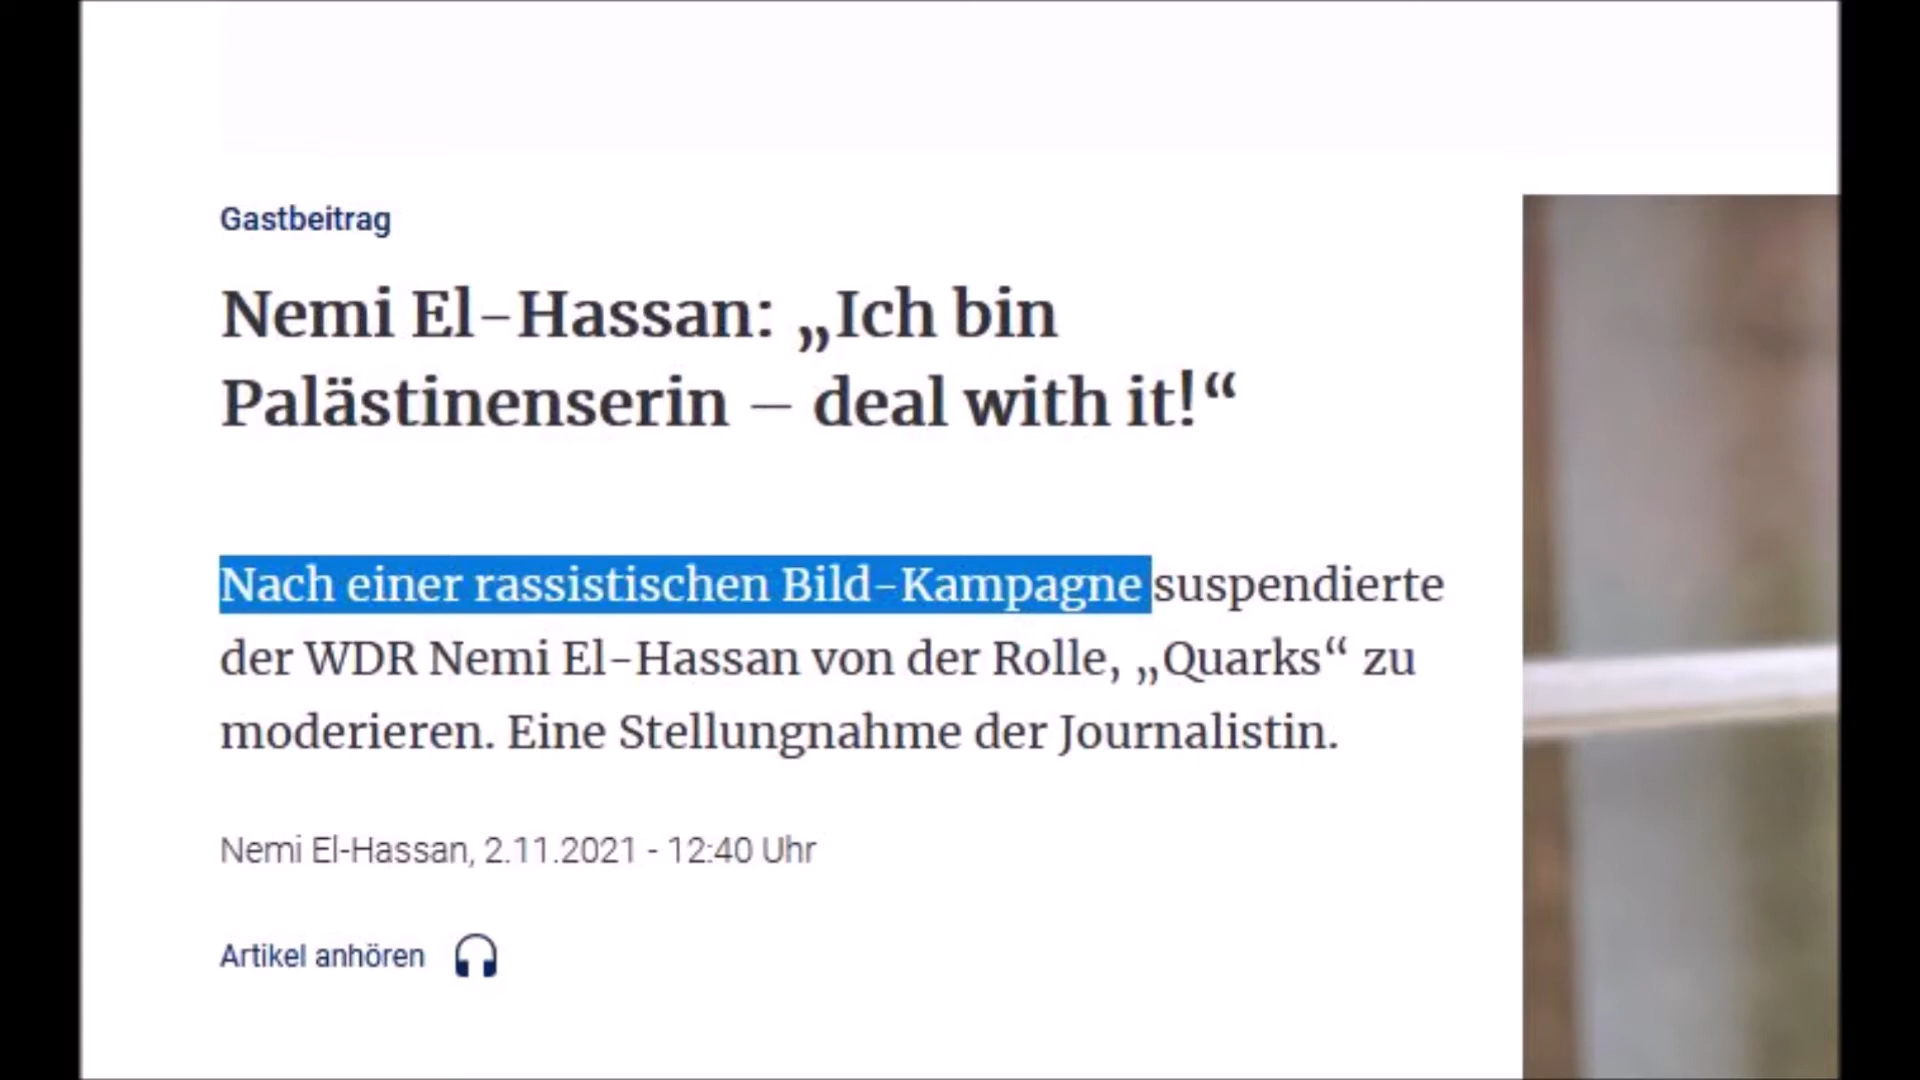 Gastbeitrag
Nemi El-Hassan: „Ich bin
Palästinenserin – deal with it!“
Nach einer rassistischen Bild-Kampagne suspendierte
der WDR Nemi El-Hassan von der Rolle, „Quarks“ zu
moderieren. Eine Stellungnahme der Journalistin.
Nemi El-Hassan, 2.11.2021 - 12:40 Uhr
Artikel anhören